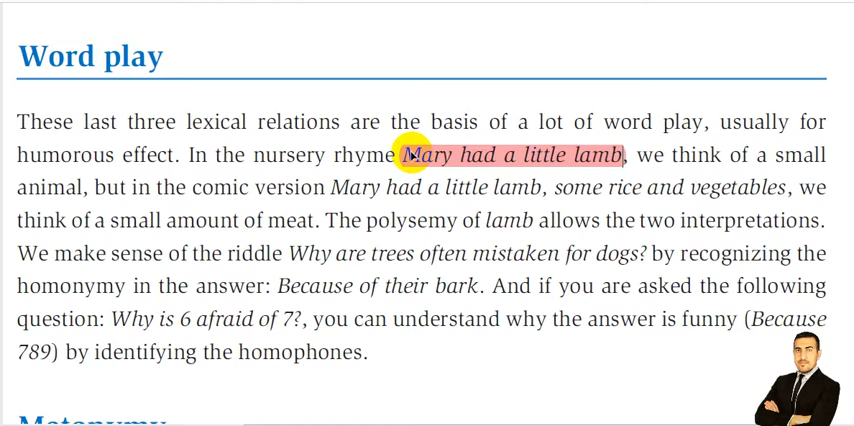 Word play
These last three lexical relations are the basis of a lot of word play, usually for
humorous effect. In the nursery rhyme Mary had a little lamb, we think of a small
animal, but in the comic version Mary had a little lamb, some rice and vegetables, we
think of a small amount of meat. The polysemy of lamb allows the two interpretations.
We make sense of the riddle Why are trees often mistaken for dogs? by recognizing the
homonymy in the answer: Because of their bark. And if you are asked the following
question: Why is 6 afraid of 7?, you can understand why the answer is funny (Because
789) by identifying the homophones.
Metonymy